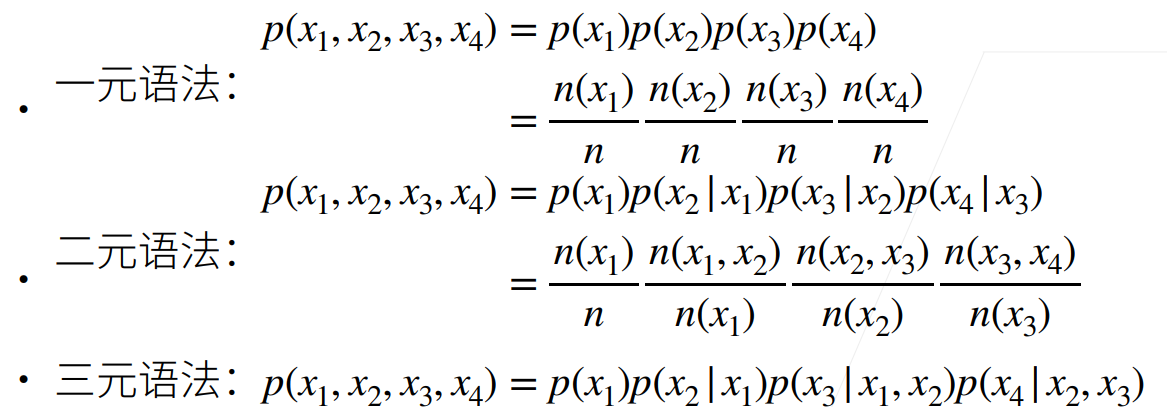 p(x₁, x₂, x₃, x₄) = p(x₁)p(x₂)p(x₃)p(x₄)
• 一元语法： = n(x₁)/n n(x₂)/n n(x₃)/n n(x₄)/n
p(x₁, x₂, x₃, x₄) = p(x₁)p(x₂|x₁)p(x₃|x₂)p(x₄|x₃)
• 二元语法： = n(x₁)/n n(x₁, x₂)/n(x₁) n(x₂, x₃)/n(x₂) n(x₃, x₄)/n(x₃)
• 三元语法：p(x₁, x₂, x₃, x₄) = p(x₁)p(x₂|x₁)p(x₃|x₁, x₂)p(x₄|x₂, x₃)